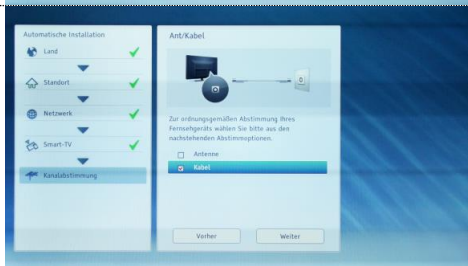 Automatische Installation
Land
Standort
Netzwerk
Smart-TV
Kanalabstimmung
Ant/Kabel
Zur ordnungsgemäßen Abstimmung Ihres
Fernsehgeräts wählen Sie bitte aus den
nachstehenden Abstimmoptionen.
Antenne
Kabel
Vorher
Weiter